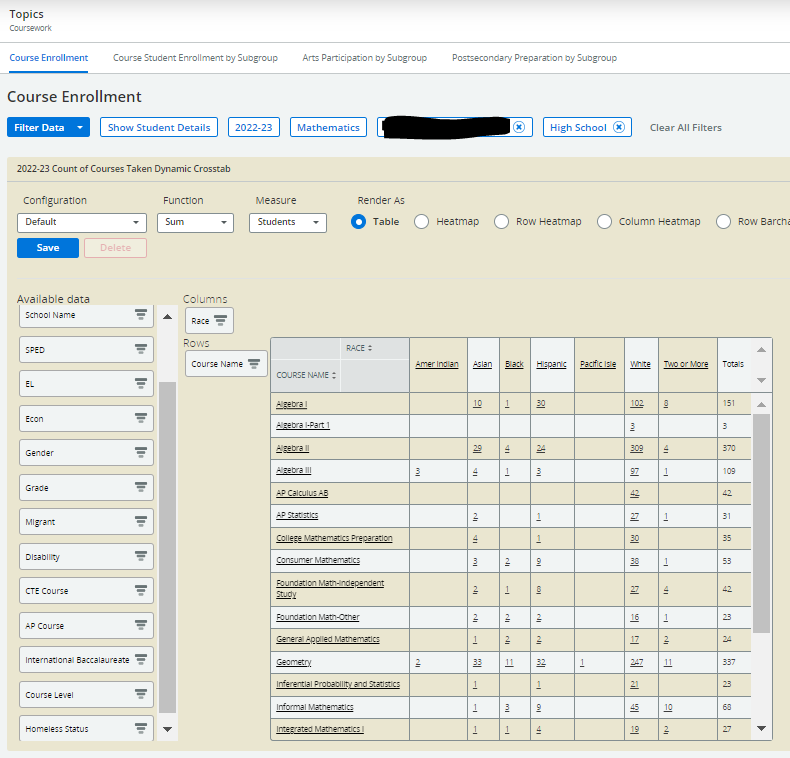 Topics
Coursework
Course Enrollment Course Student Enrollment by Subgroup Arts Participation by Subgroup Postsecondary Preparation by Subgroup
Course Enrollment
Filter Data Show Student Details 2022-23 Mathematics High School Clear All Filters
2022-23 Count of Courses Taken Dynamic Crosstab
Configuration Function Measure Render As
Default Sum Students Table Heatmap Row Heatmap Column Heatmap Row Barcha
Save Delete
Available data
School Name
SPED
EL
Econ
Gender
Grade
Migrant
Disability
CTE Course
AP Course
International Baccalaureate
Course Level
Homeless Status
Columns
Race
Rows
Course Name
RACE
COURSE NAME
Amer Indian Asian Black Hispanic Pacific Isle White Two or More Totals
Algebra I 10 1 30 102 8 151
Algebra I-Part 1 3 3
Algebra II 29 4 24 309 4 370
Algebra III 3 4 1 3 97 1 109
AP Calculus AB 42 42
AP Statistics 2 1 27 1 31
College Mathematics Preparation 4 1 30 35
Consumer Mathematics 3 2 9 38 1 53
Foundation Math-Independent
Study 2 1 8 27 4 42
Foundation Math-Other 2 2 2 16 1 23
General Applied Mathematics 1 2 2 17 2 24
Geometry 2 33 11 32 1 247 11 337
Inferential Probability and Statistics 1 1 21 23
Informal Mathematics 1 3 9 45 10 68
Integrated Mathematics I 1 1 4 19 2 27